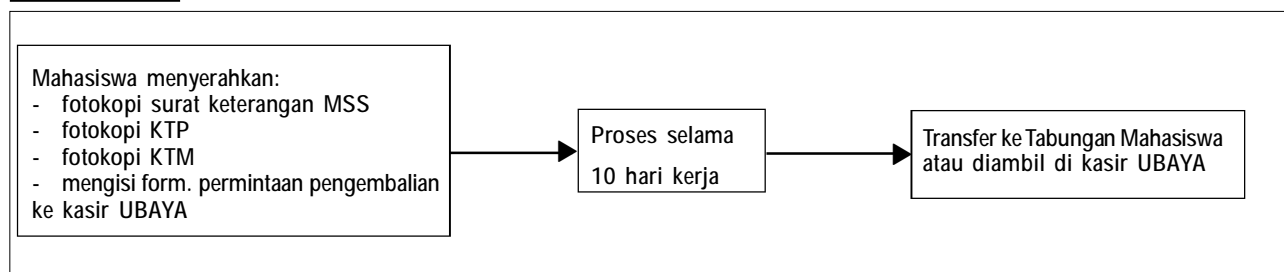 Mahasiswa menyerahkan:
- fotokopi surat keterangan MSS
- fotokopi KTP
- fotokopi KTM
- mengisi form. permintaan pengembalian
ke kasir UBAYA
Proses selama
10 hari kerja
Transfer ke Tabungan Mahasiswa
atau diambil di kasir UBAYA